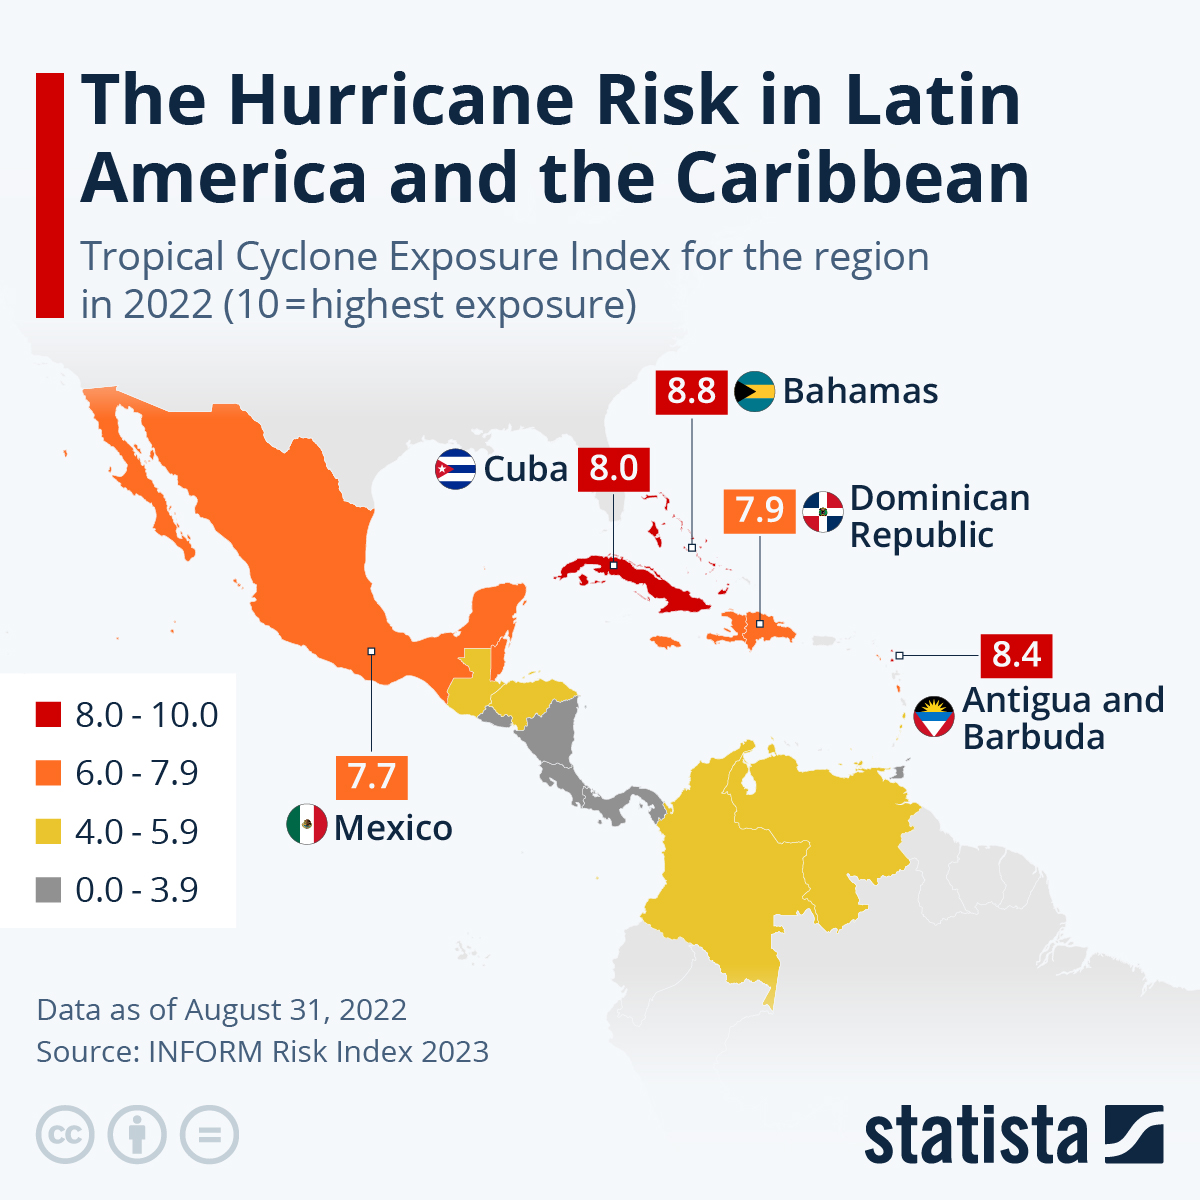 The Hurricane Risk in Latin
America and the Caribbean
Tropical Cyclone Exposure Index for the region
in 2022 (10=highest exposure)
8.8 Bahamas
Cuba 8.0
7.9 Dominican
Republic
8.4
Antigua and
Barbuda
7.7
Mexico
8.0 - 10.0
6.0 - 7.9
4.0 - 5.9
0.0 - 3.9
Data as of August 31, 2022
Source: INFORM Risk Index 2023
cc
statista